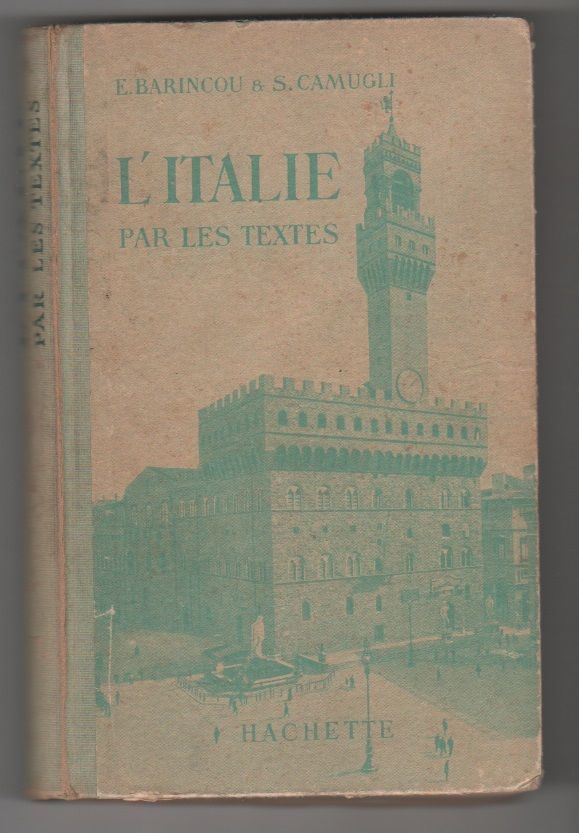 E. BARINCOU & S. CAMUGLI
L'ITALIE
PAR LES TEXTES
HACHETTE
PAR LES TEXTES